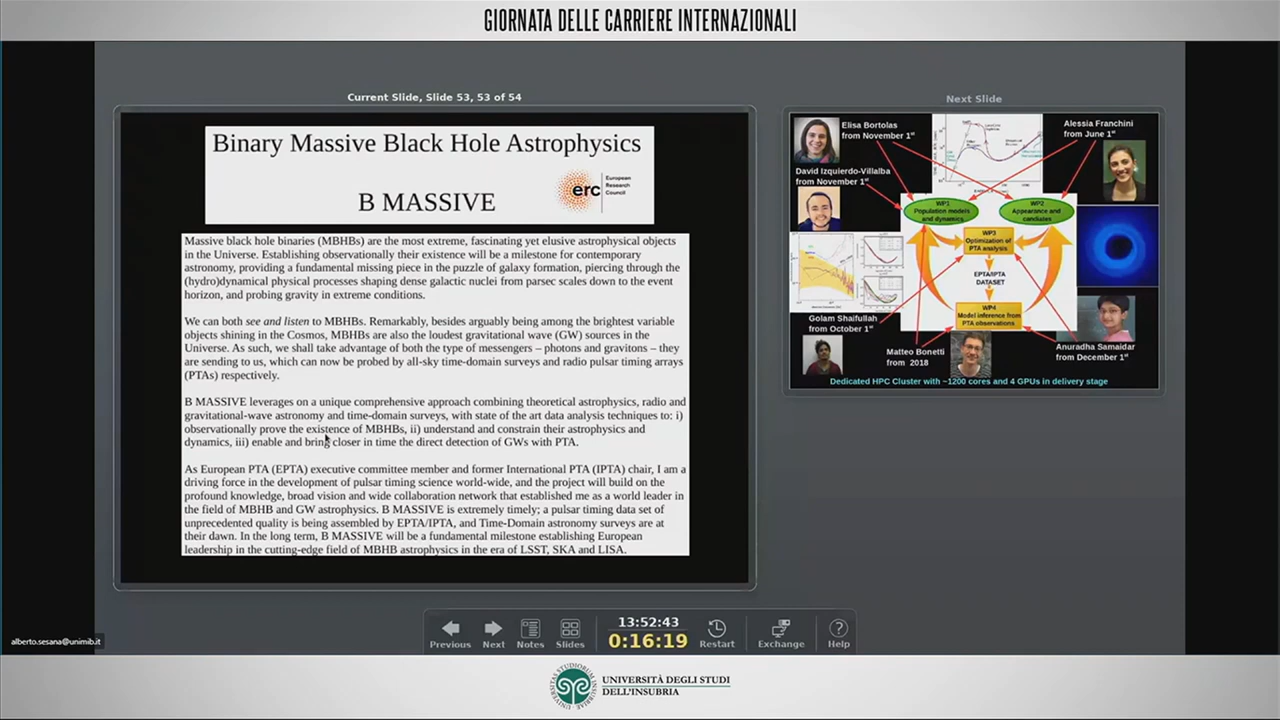 GIORNATA DELLE CARRIERE INTERNAZIONALI
Current Slide, Slide 53, 53 of 54
Binary Massive Black Hole Astrophysics
erc
European
Research
Council
B MASSIVE
Massive black hole binaries (MBHBs) are the most extreme, fascinating yet elusive astrophysical objects
in the Universe. Establishing observationally their existence will be a milestone for contemporary
astronomy, providing a fundamental missing piece in the puzzle of galaxy formation, piercing through the
(hydro)dynamical physical processes shaping dense galactic nuclei from parsec scales down to the event
horizon, and probing gravity in extreme conditions.
We can both see and listen to MBHBs. Remarkably, besides arguably being among the brightest variable
objects shining in the Cosmos, MBHBs are also the loudest gravitational wave (GW) sources in the
Universe. As such, we shall take advantage of both the type of messengers – photons and gravitons – they
are sending to us, which can now be probed by all-sky time-domain surveys and radio pulsar timing arrays
(PTAs) respectively.
B MASSIVE leverages on a unique comprehensive approach combining theoretical astrophysics, radio and
gravitational-wave astronomy and time-domain surveys, with state of the art data analysis techniques to: i)
observationally prove the existence of MBHBs, ii) understand and constrain their astrophysics and
dynamics, iii) enable and bring closer in time the direct detection of GWs with PTA.
As European PTA (EPTA) executive committee member and former International PTA (IPTA) chair, I am a
driving force in the development of pulsar timing science world-wide, and the project will build on the
profound knowledge, broad vision and wide collaboration network that established me as a world leader in
the field of MBHB and GW astrophysics. B MASSIVE is extremely timely; a pulsar timing data set of
unprecedented quality is being assembled by EPTA/IPTA, and Time-Domain astronomy surveys are at
their dawn. In the long term, B MASSIVE will be a fundamental milestone establishing European
leadership in the cutting-edge field of MBHB astrophysics in the era of LSST, SKA and LISA.
Next Slide
Elisa Bortolas
from November 1st
Alessia Franchini
from June 1st
David Izquierdo-Villalba
from November 1st
WP1
Population models
and dynamics
WP2
Appearance and
candidates
WP3
Optimization of
PTA analysis
EPTA/IPTA
DATASET
WP4
Model inference from
PTA observations
Golam Shaifullah
from October 1st
Matteo Bonetti
from 2018
Anuradha Samajdar
from December 1st
Dedicated HPC Cluster with ~1200 cores and 4 GPUs in delivery stage
Previous
Next
Notes
Slides
13:52:43
0:16:19
Restart
Exchange
Help
alberto.sesana@unimib.it
UNIVERSITÀ DEGLI STUDI
DELL'INSUBRIA